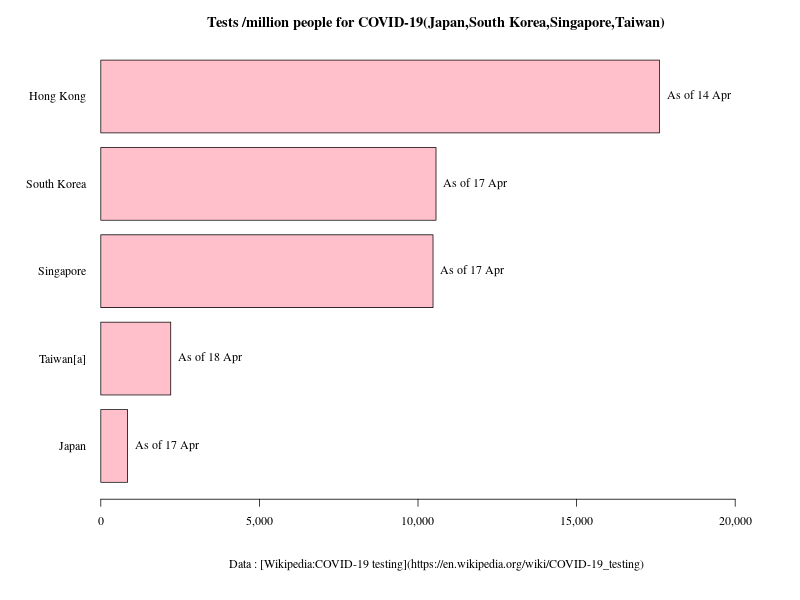 Tests /million people for COVID-19(Japan,South Korea,Singapore,Taiwan)
Hong Kong
As of 14 Apr
South Korea
As of 17 Apr
Singapore
As of 17 Apr
Taiwan[a]
As of 18 Apr
Japan
As of 17 Apr
0 5,000 10,000 15,000 20,000
Data : [Wikipedia:COVID-19 testing](https://en.wikipedia.org/wiki/COVID-19_testing)